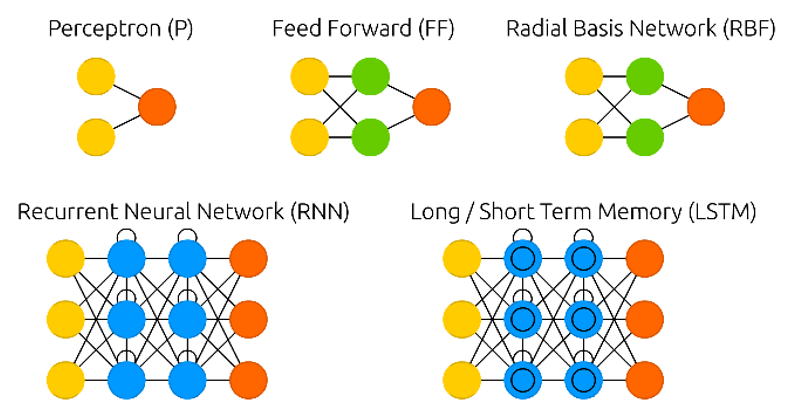 Perceptron (P)
Feed Forward (FF)
Radial Basis Network (RBF)
Recurrent Neural Network (RNN)
Long / Short Term Memory (LSTM)